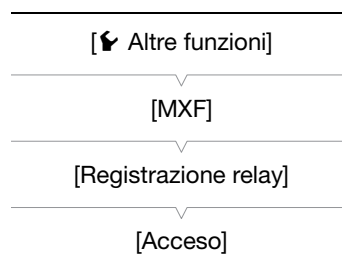 [Altre funzioni]
[MXF]
[Registrazione relay]
[Acceso]